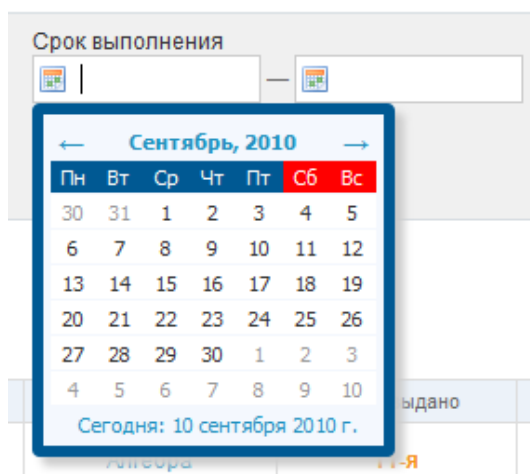 Срок выполнения
—
← Сентябрь, 2010 →
Пн Вт Ср Чт Пт Сб Вс
30 31 1 2 3 4 5
6 7 8 9 10 11 12
13 14 15 16 17 18 19
20 21 22 23 24 25 26
27 28 29 30 1 2 3
4 5 6 7 8 9 10
ыдано
Сегодня: 10 сентября 2010 г.